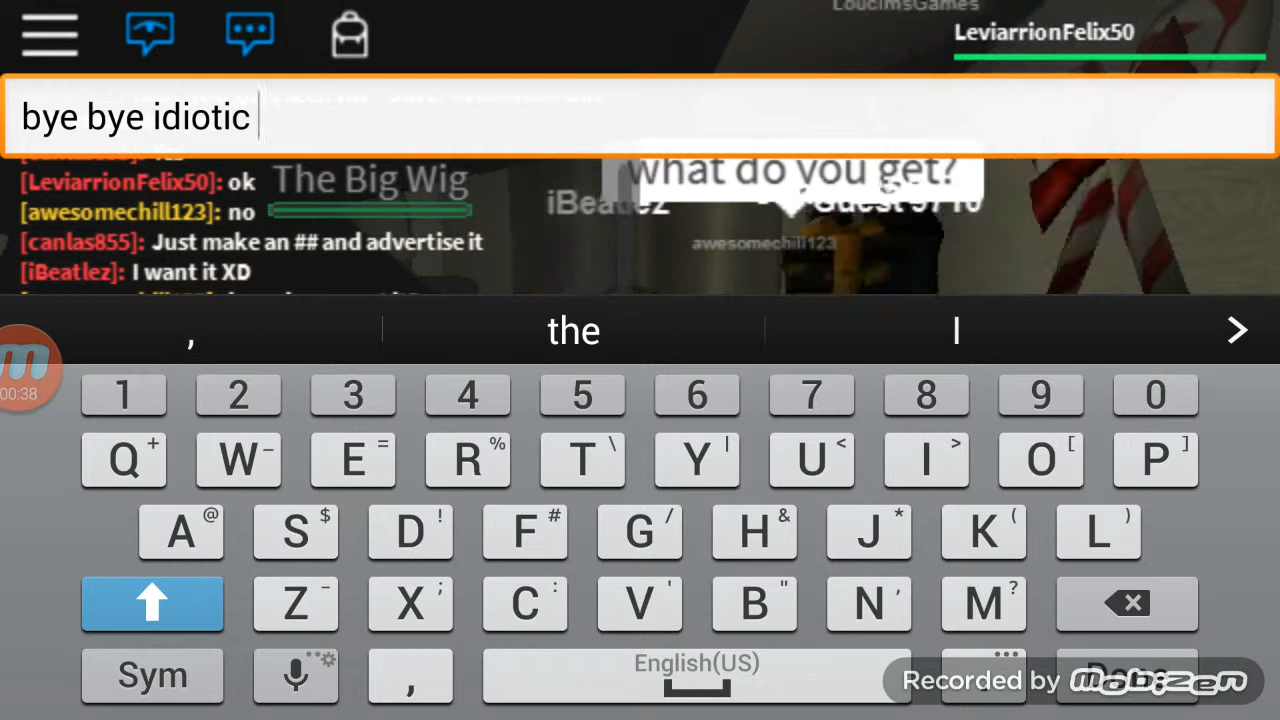 LoucimsGames
LeviarrionFelix50
bye bye idiotic
[LeviarrionFelix50]: ok
The Big Wig
what do you get?
iBeatlez
[awesomechill123]: no
awesomechill123
[canlas855]: Just make an ## and advertise it
[iBeatlez]: I want it XD
, the I >
00:38
1 2 3 4 5 6 7 8 9 0
Q + W - E = R % T \ Y | U < I > O [ P ]
A @ S $ D ! F # G / H & J * K ( L )
Z - X ; C : V ' B " N , M ?
Sym , English(US)
Recorded by mobizen